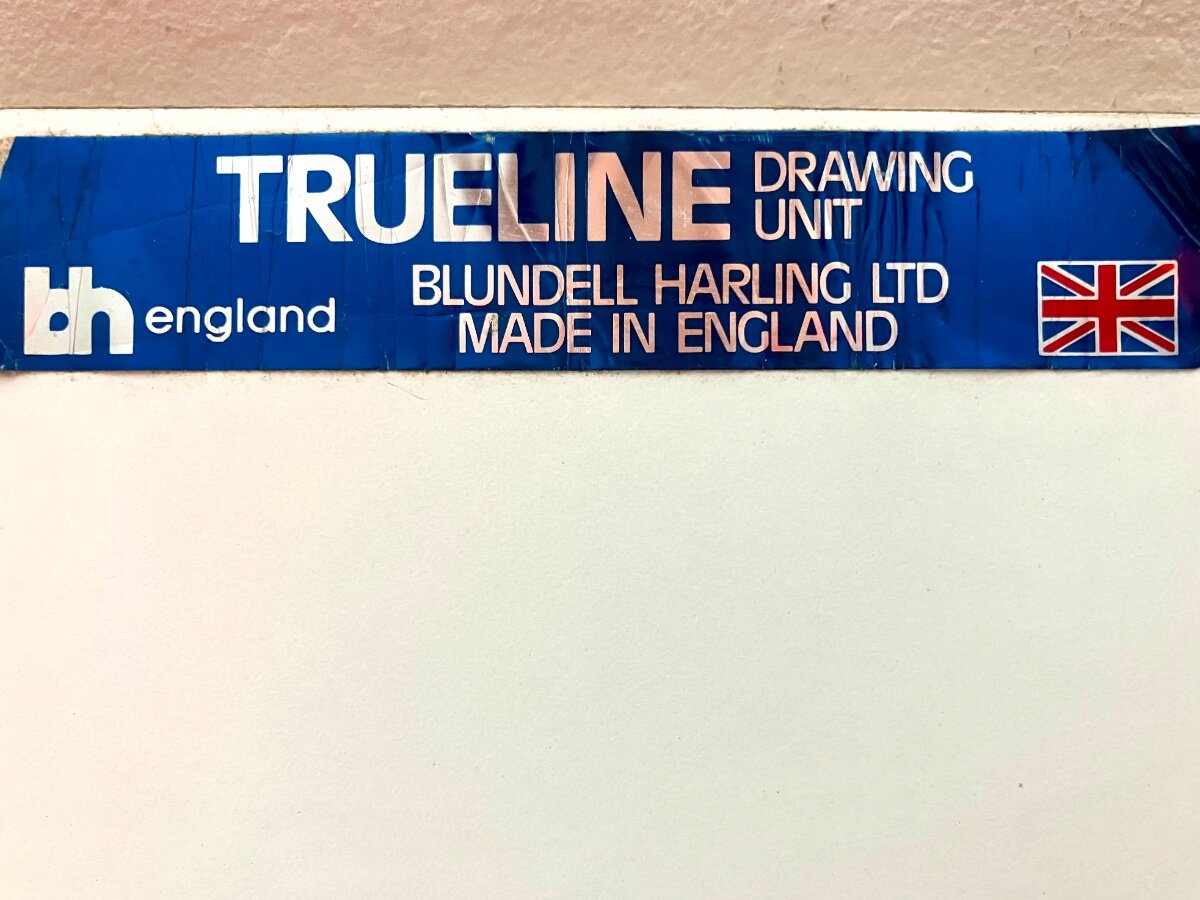 TRUELINE DRAWING
UNIT
bh england
BLUNDELL HARLING LTD
MADE IN ENGLAND